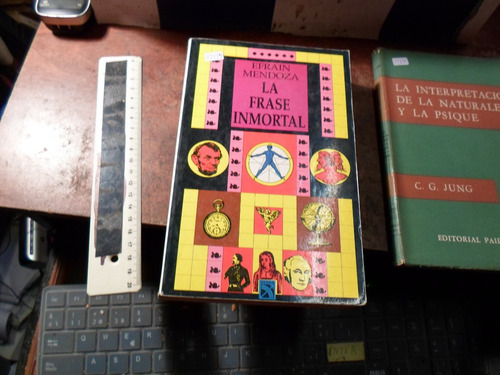 EFRAIN
MENDOZA
LA
FRASE
INMORTAL
LA INTERPRETACIO
DE LA NATURALE
Y LA PSIQUE
C. G. JUNG
EDITORIAL PAI